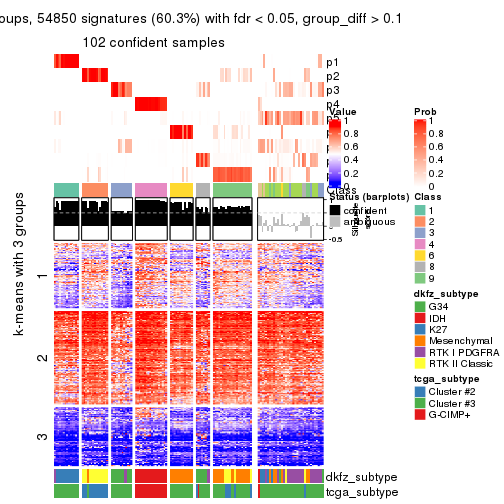 oups, 54850 signatures (60.3%) with fdr < 0.05, group_diff > 0.1
102 confident samples
p1
p2
p3
p4
Value
1
0.8
0.6
0.4
0.2
0
Prob
1
0.8
0.6
0.4
0.2
0
Class
Status (barplots)
confident
ambiguous
Silhouette
score
-0.5
k-means with 3 groups
1
2
3
Class
1
2
3
4
6
8
9
dkfz_subtype
G34
IDH
K27
Mesenchymal
RTK I PDGFRA
RTK II Classic
tcga_subtype
Cluster #2
Cluster #3
G-CIMP+
dkfz_subtype
tcga_subtype